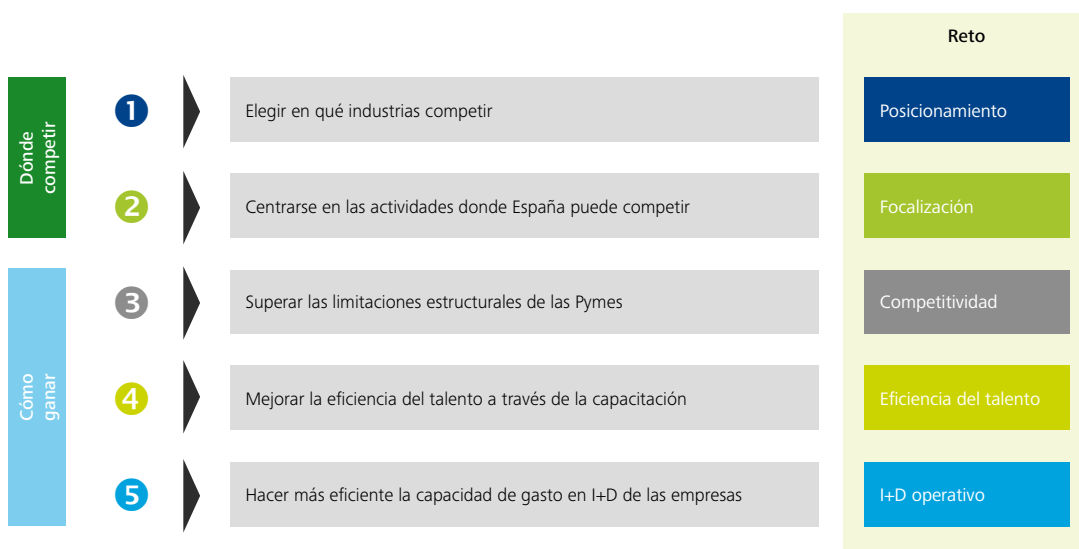 Reto
Dónde
competir
1
Elegir en qué industrias competir
Posicionamiento
2
Centrarse en las actividades donde España puede competir
Focalización
Cómo
ganar
3
Superar las limitaciones estructurales de las Pymes
Competitividad
4
Mejorar la eficiencia del talento a través de la capacitación
Eficiencia del talento
5
Hacer más eficiente la capacidad de gasto en I+D de las empresas
I+D operativo